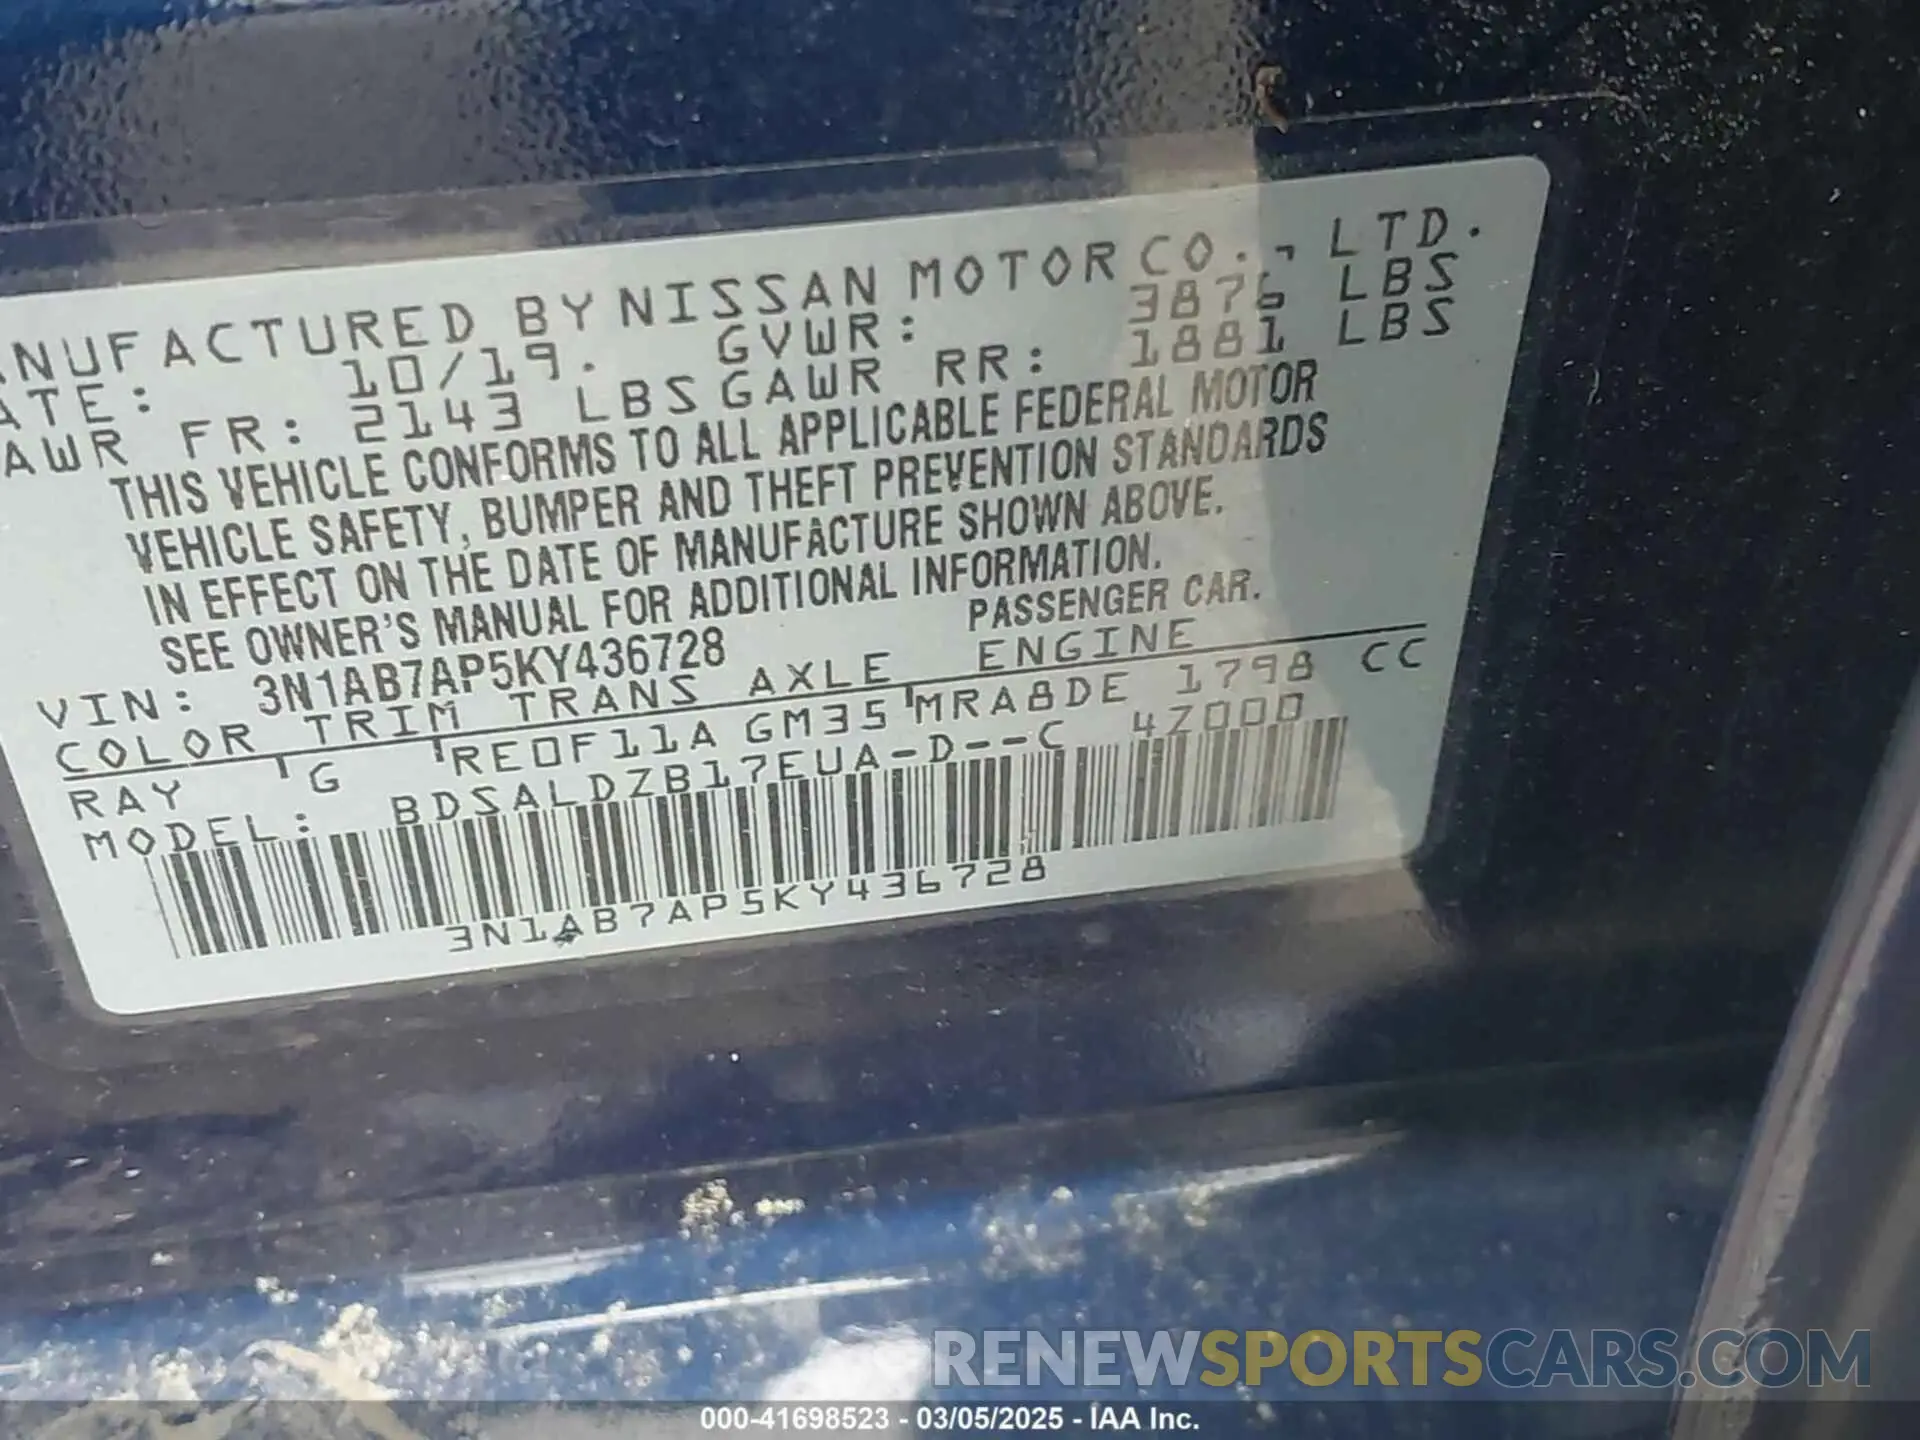 NUFACTURED BY NISSAN MOTOR CO., LTD.
ATE: 10/19. GVWR: 3876 LBS
AWR FR: 2143 LBS GAWR RR: 1881 LBS
THIS VEHICLE CONFORMS TO ALL APPLICABLE FEDERAL MOTOR
VEHICLE SAFETY, BUMPER AND THEFT PREVENTION STANDARDS
IN EFFECT ON THE DATE OF MANUFACTURE SHOWN ABOVE.
SEE OWNER'S MANUAL FOR ADDITIONAL INFORMATION.
VIN: 3N1AB7AP5KY436728 PASSENGER CAR.
COLOR TRIM TRANS AXLE ENGINE
RAY G RE0F11A GM35 MRA8DE 1798 CC
MODEL: BDSALDZB17EUA-D--C 4Z000
3N1AB7AP5KY436728
RENEWSPORTSCARS.COM
000-41698523 - 03/05/2025 - IAA Inc.